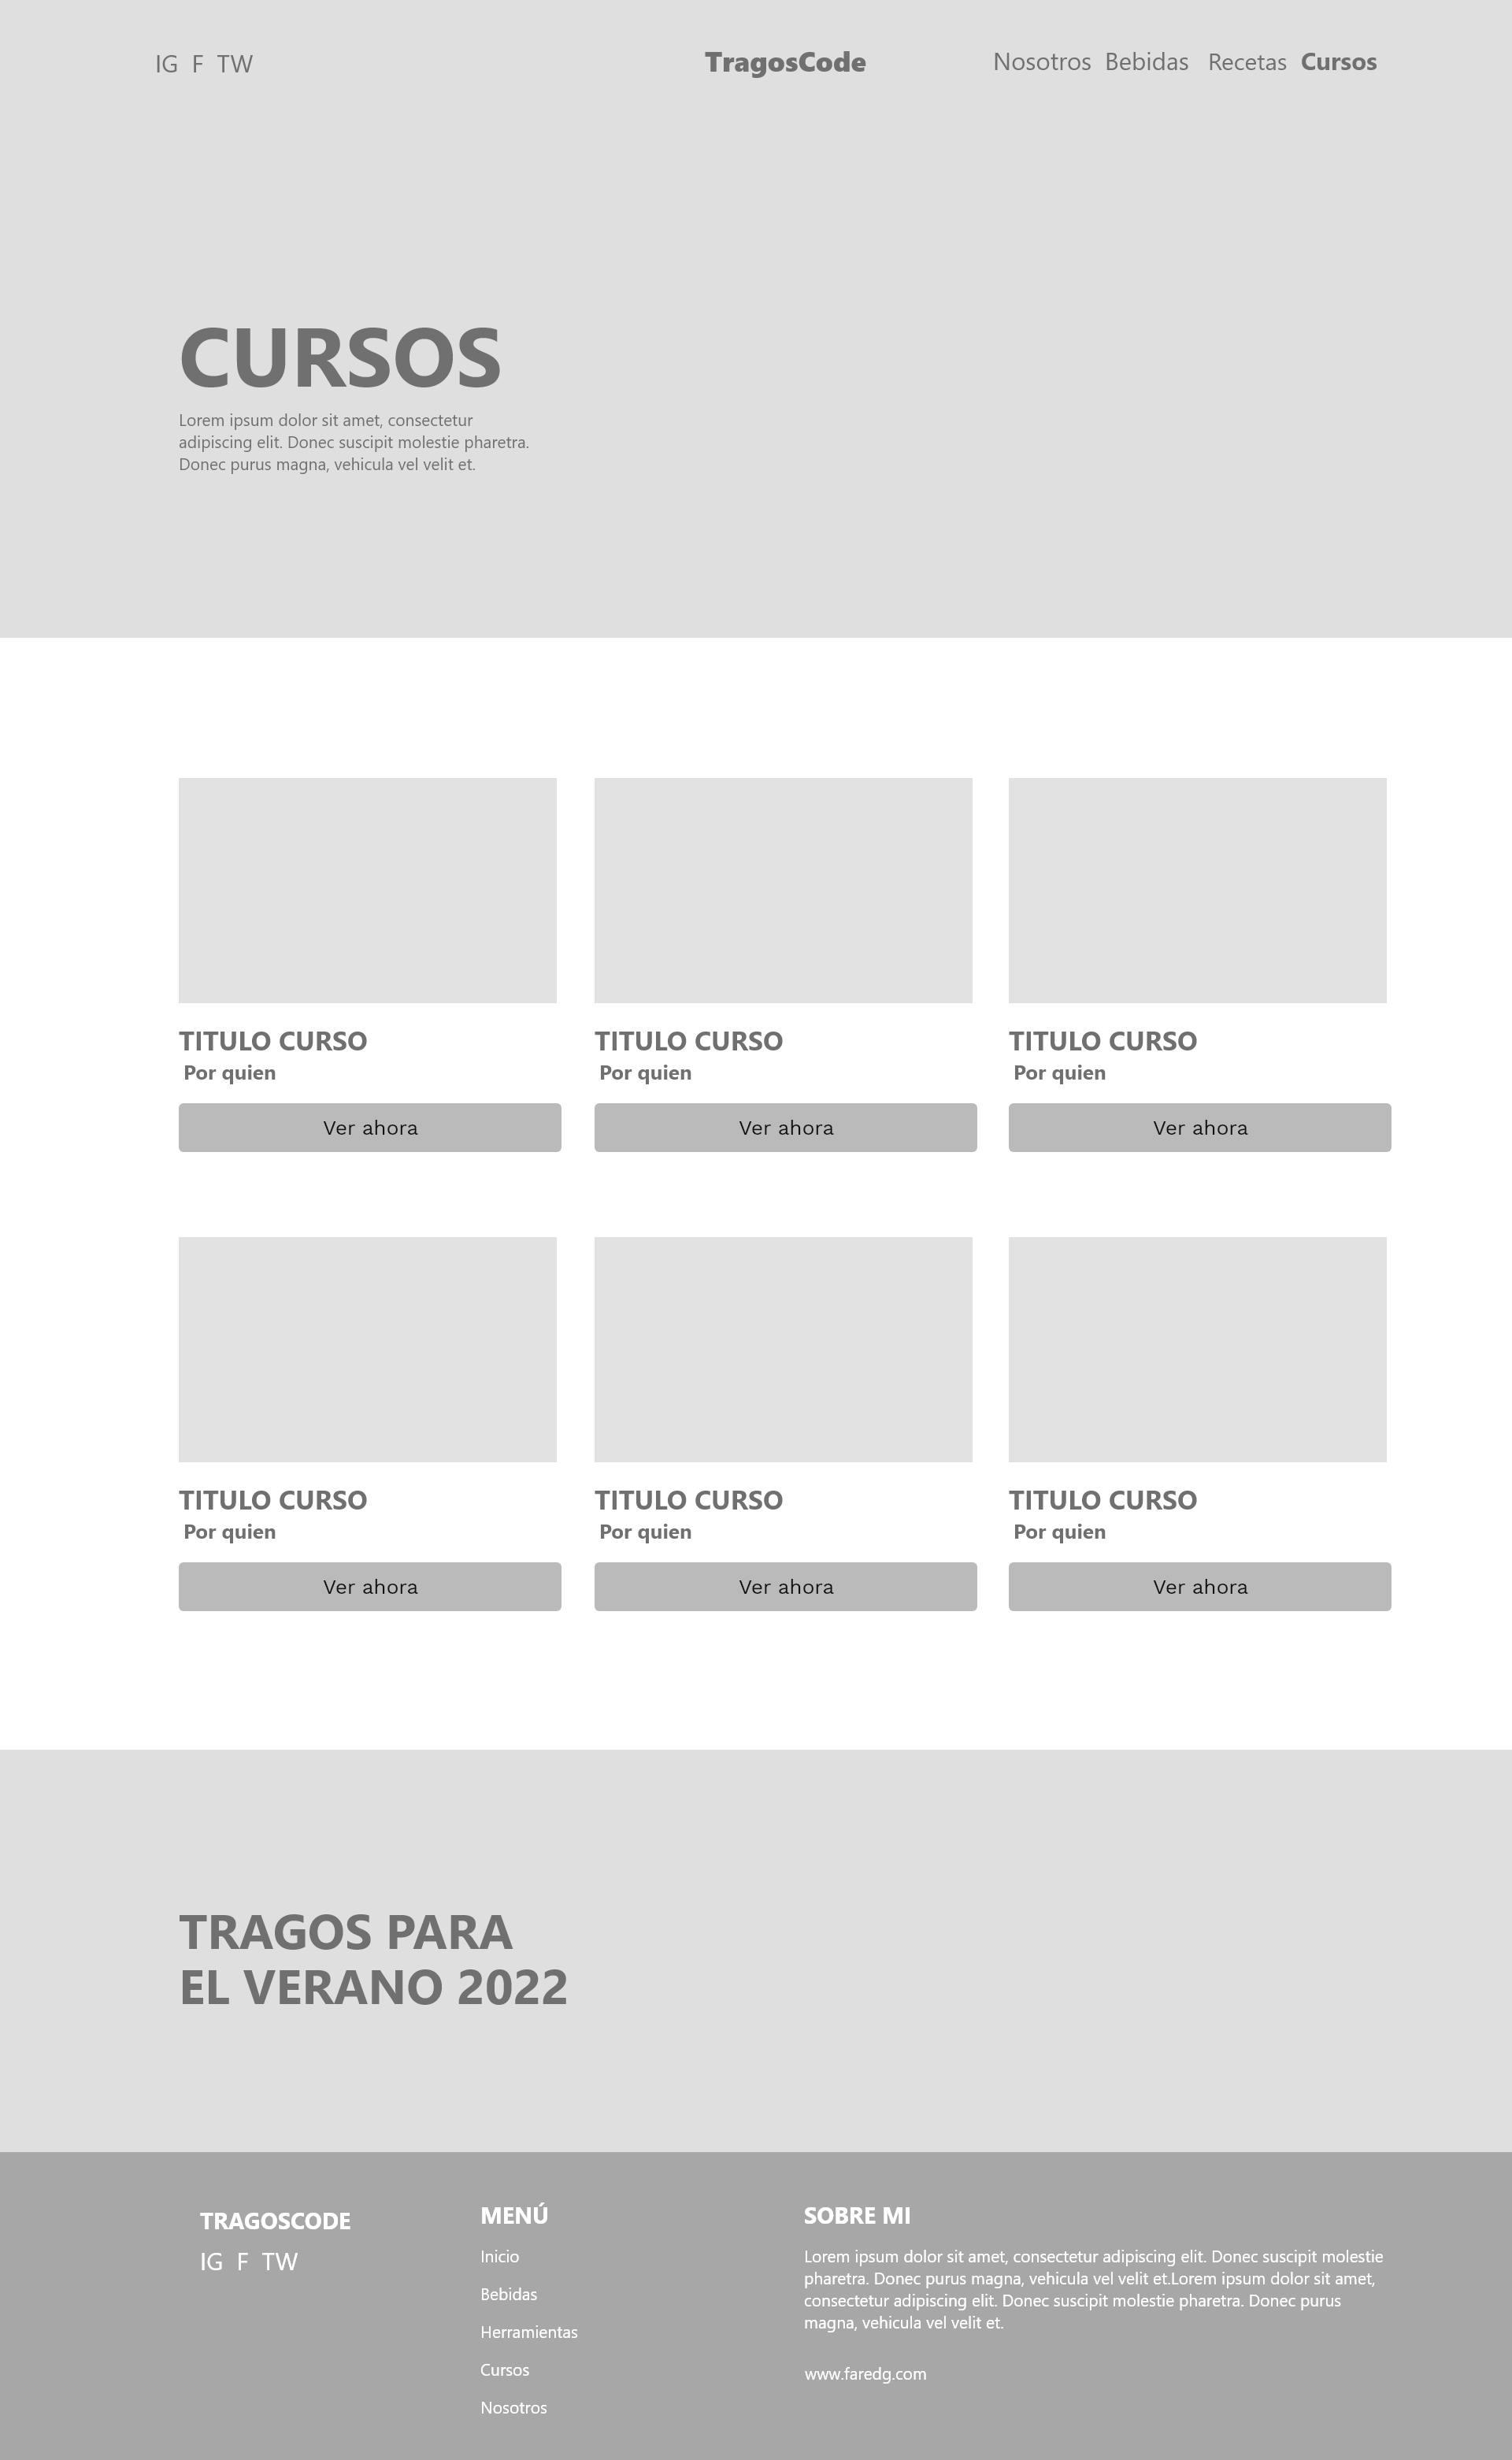 IG F TW
TragosCode
Nosotros Bebidas Recetas Cursos
CURSOS
Lorem ipsum dolor sit amet, consectetur
adipiscing elit. Donec suscipit molestie pharetra.
Donec purus magna, vehicula vel velit et.
TITULO CURSO
Por quien
Ver ahora
TITULO CURSO
Por quien
Ver ahora
TITULO CURSO
Por quien
Ver ahora
TITULO CURSO
Por quien
Ver ahora
TITULO CURSO
Por quien
Ver ahora
TITULO CURSO
Por quien
Ver ahora
TRAGOS PARA
EL VERANO 2022
TRAGOSCODE
IG F TW
MENÚ
Inicio
Bebidas
Herramientas
Cursos
Nosotros
SOBRE MI
Lorem ipsum dolor sit amet, consectetur adipiscing elit. Donec suscipit molestie
pharetra. Donec purus magna, vehicula vel velit et.Lorem ipsum dolor sit amet,
consectetur adipiscing elit. Donec suscipit molestie pharetra. Donec purus
magna, vehicula vel velit et.
www.faredg.com